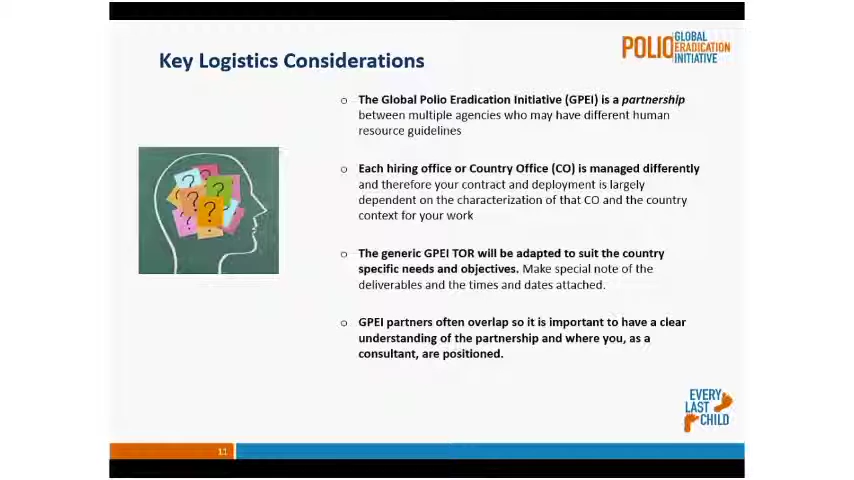 Key Logistics Considerations
POLIO GLOBAL
ERADICATION
INITIATIVE
o The Global Polio Eradication Initiative (GPEI) is a partnership
between multiple agencies who may have different human
resource guidelines
o Each hiring office or Country Office (CO) is managed differently
and therefore your contract and deployment is largely
dependent on the characterization of that CO and the country
context for your work
? ? ? ? ?
o The generic GPEI TOR will be adapted to suit the country
specific needs and objectives. Make special note of the
deliverables and the times and dates attached.
o GPEI partners often overlap so it is important to have a clear
understanding of the partnership and where you, as a
consultant, are positioned.
EVERY
LAST
CHILD
11